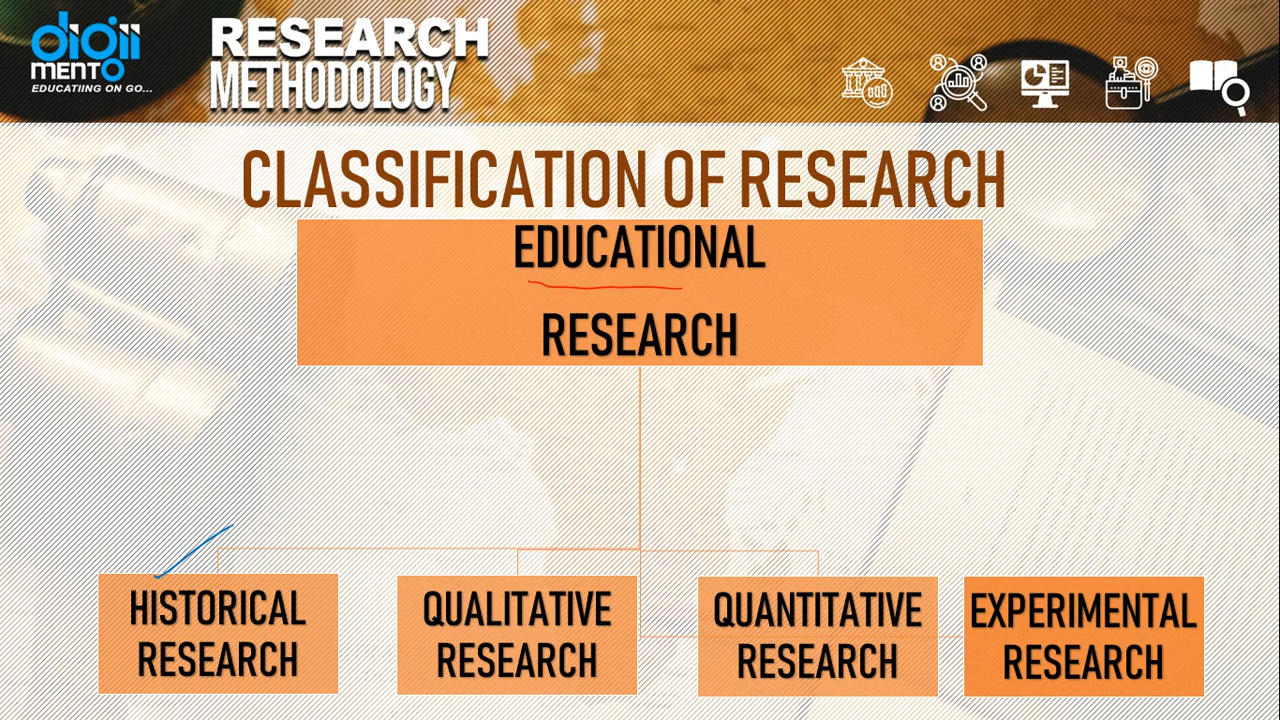 digii
MENTO
EDUCATIING ON GO...
RESEARCH
METHODOLOGY
CLASSIFICATION OF RESEARCH
EDUCATIONAL
RESEARCH
HISTORICAL
RESEARCH
QUALITATIVE
RESEARCH
QUANTITATIVE
RESEARCH
EXPERIMENTAL
RESEARCH